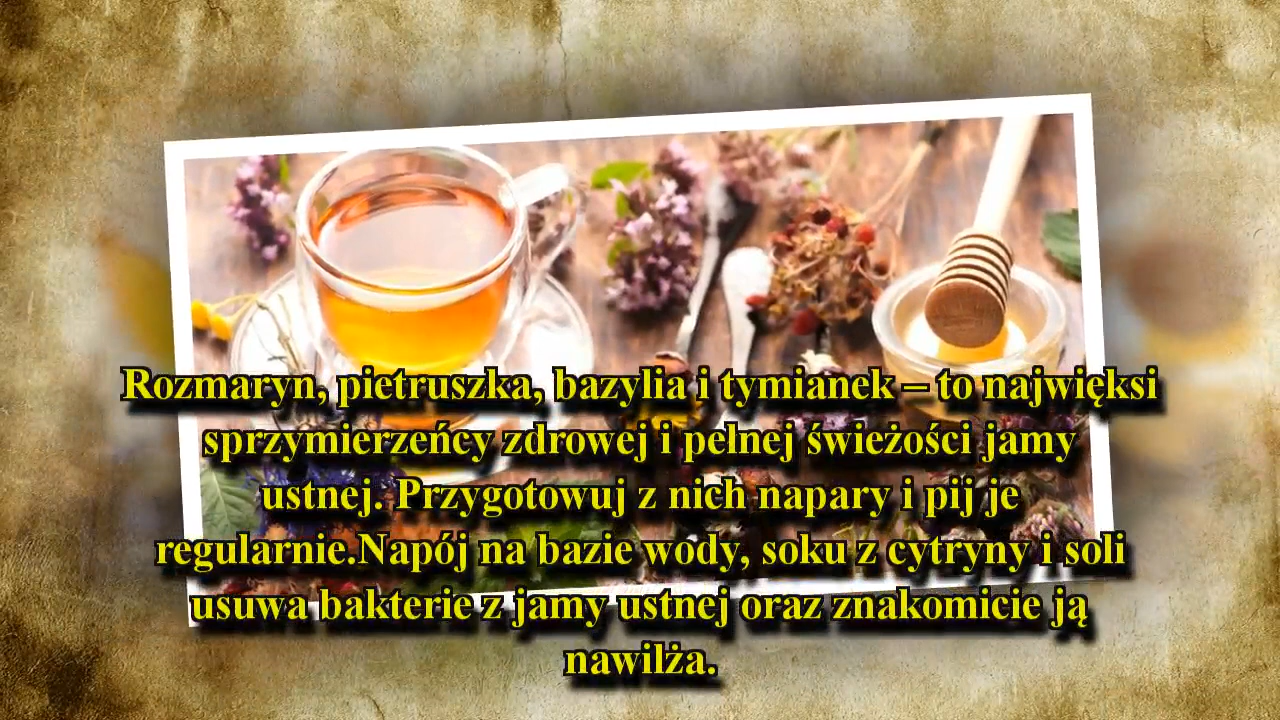 Rozmaryn, pietruszka, bazylia i tymianek – to najwięksi
sprzymierzeńcy zdrowej i pełnej świeżości jamy
ustnej. Przygotowuj z nich napary i pij je
regularnie.Napój na bazie wody, soku z cytryny i soli
usuwa bakterie z jamy ustnej oraz znakomicie ją
nawilża.